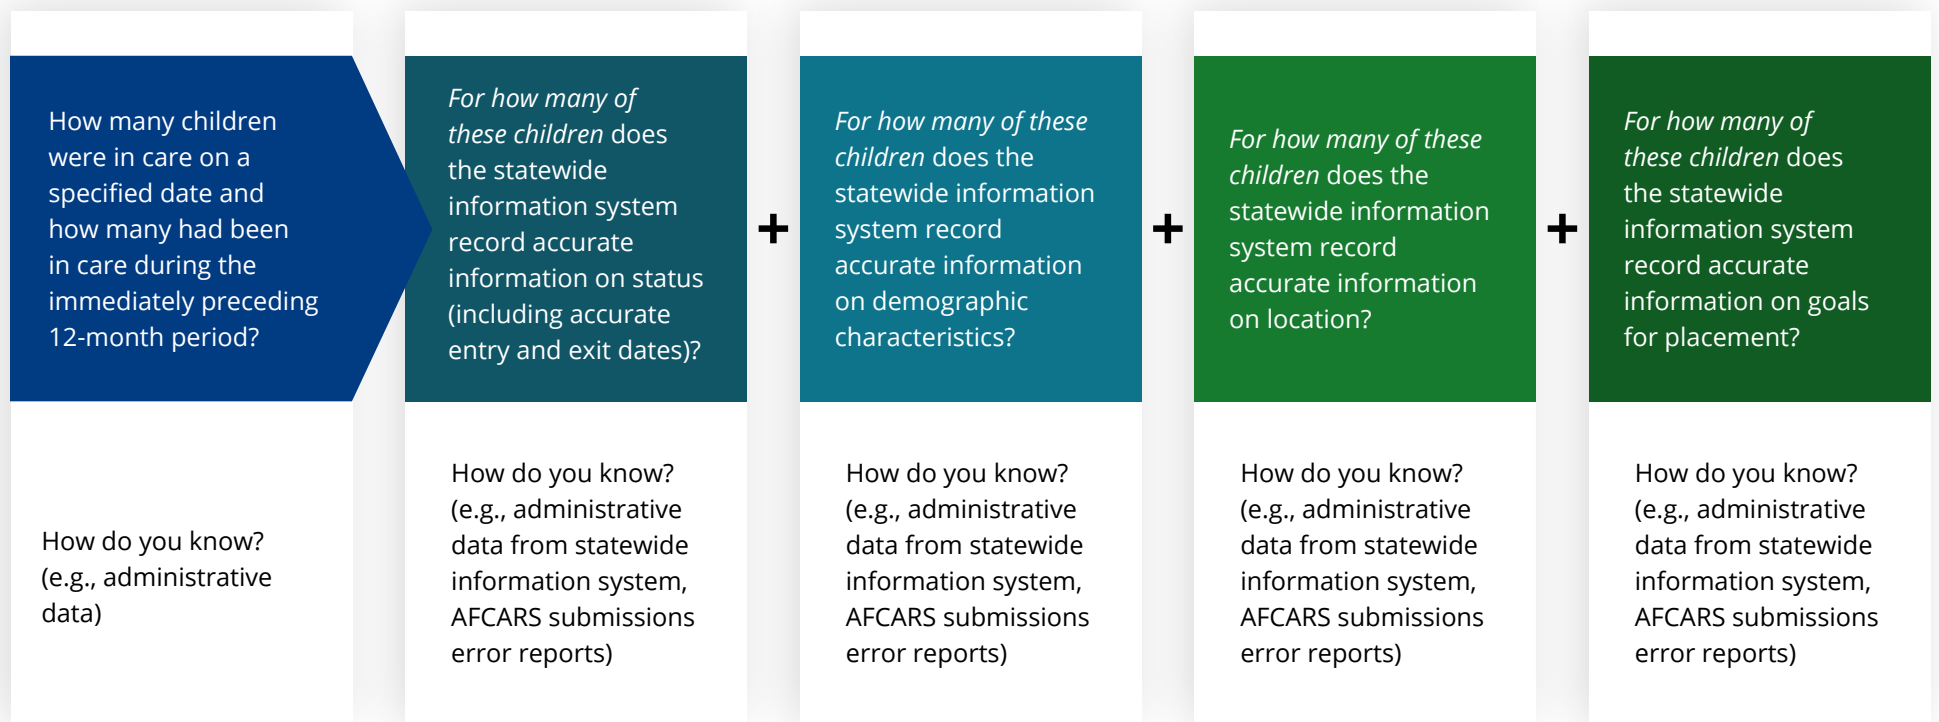 How many children
were in care on a
specified date and
how many had been
in care during the
immediately preceding
12-month period?
How do you know?
(e.g., administrative
data)
For how many of
these children does
the statewide
information system
record accurate
information on status
(including accurate
entry and exit dates)?
How do you know?
(e.g., administrative
data from statewide
information system,
AFCARS submissions
error reports)
+
For how many of these
children does the
statewide information
system record
accurate information
on demographic
characteristics?
How do you know?
(e.g., administrative
data from statewide
information system,
AFCARS submissions
error reports)
+
For how many of these
children does the
statewide information
system record
accurate information
on location?
How do you know?
(e.g., administrative
data from statewide
information system,
AFCARS submissions
error reports)
+
For how many of
these children does
the statewide
information system
record accurate
information on goals
for placement?
How do you know?
(e.g., administrative
data from statewide
information system,
AFCARS submissions
error reports)